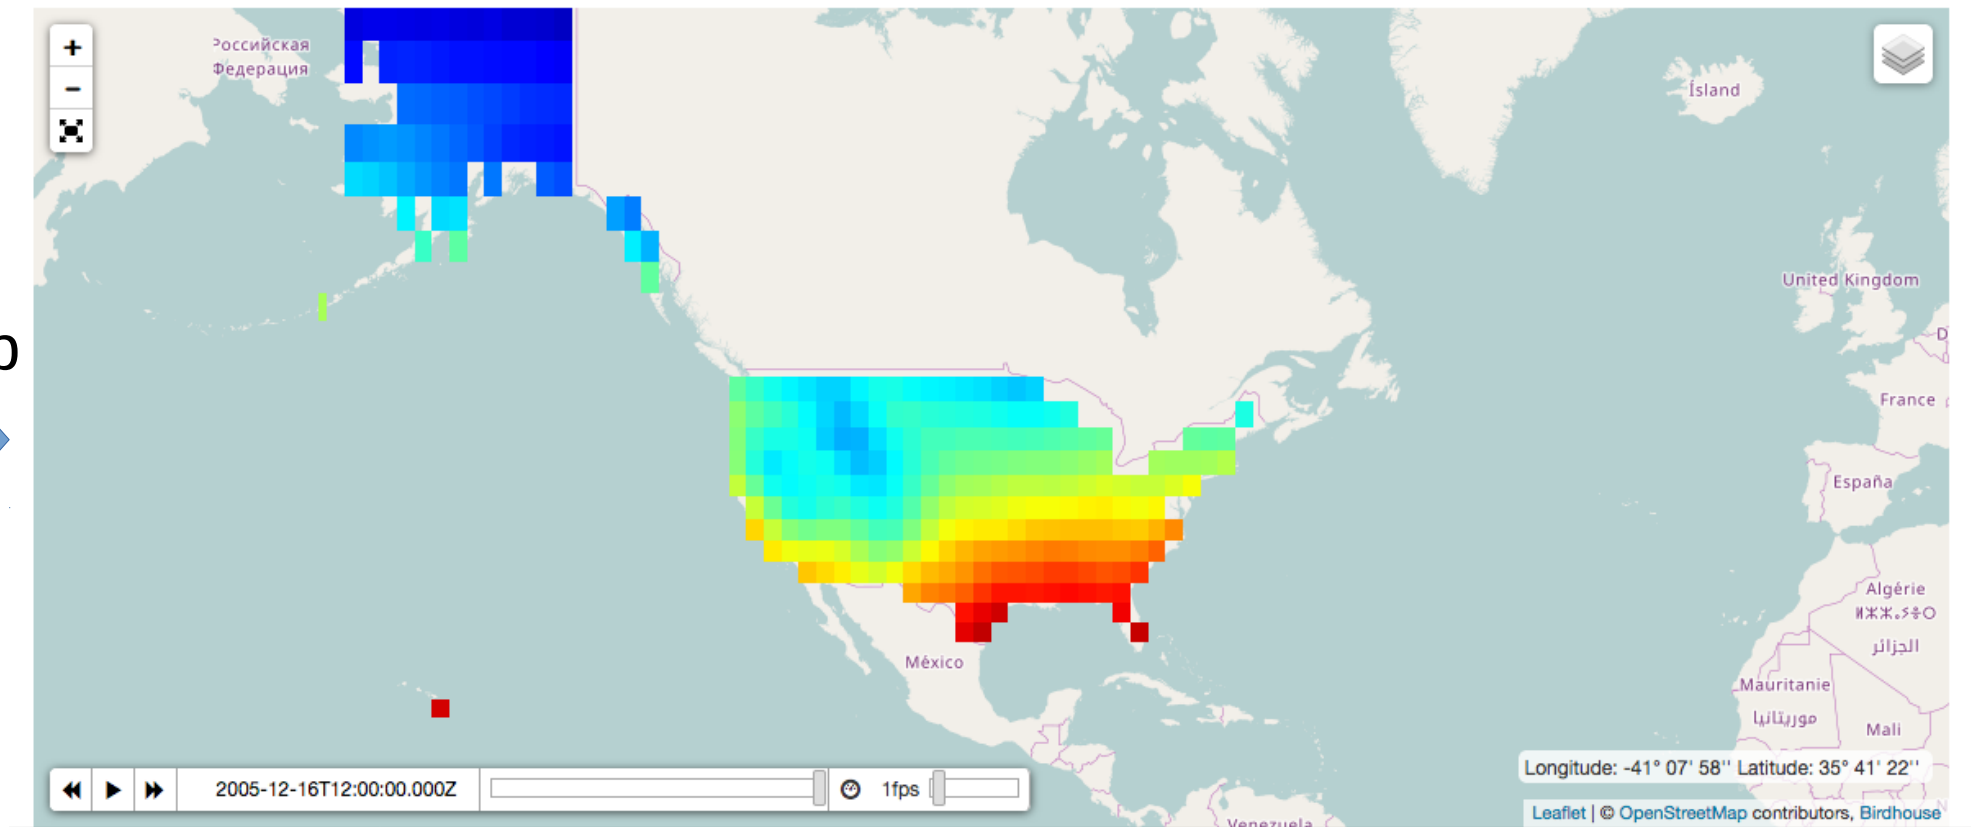 +
Российская
Федерация
−
Ísland
United Kingdom
p
D
France
España
Algérie
ⵍⵣⵣⴰⵢⴻⵔ
الجزائر
México
Mauritanie
موريتانيا
Mali
2005-12-16T12:00:00.000Z
1fps
Longitude: -41° 07' 58'' Latitude: 35° 41' 22''
Leaflet | © OpenStreetMap contributors, Birdhouse
Venezuela
N